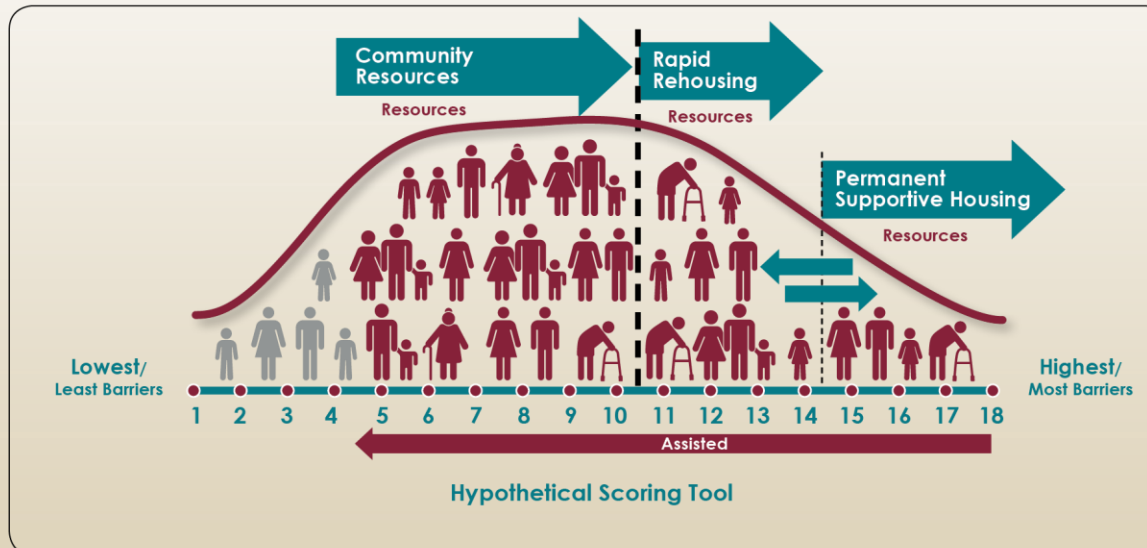 Community
Resources
Resources
Rapid
Rehousing
Resources
Permanent
Supportive Housing
Resources
Lowest/
Least Barriers
Highest/
Most Barriers
1 2 3 4 5 6 7 8 9 10 11 12 13 14 15 16 17 18
Assisted
Hypothetical Scoring Tool